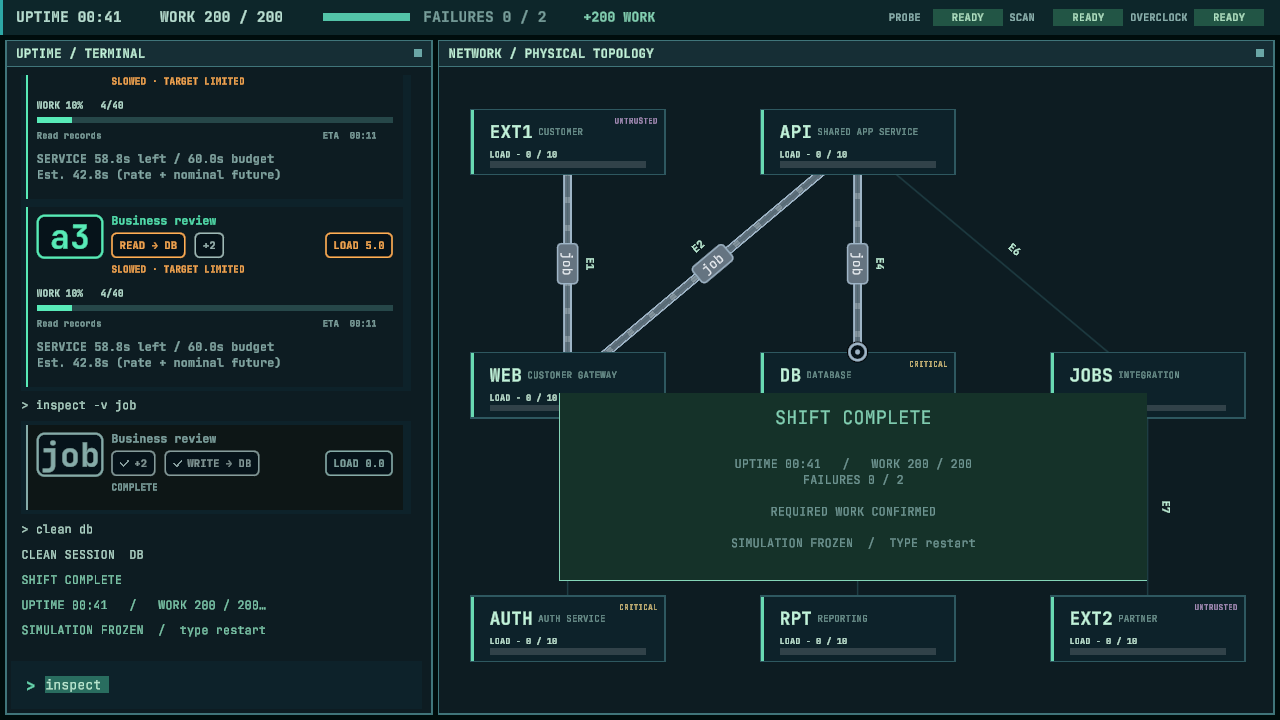 UPTIME 00:41 WORK 200 / 200 FAILURES 0 / 2 +200 WORK PROBE READY SCAN READY OVERCLOCK READY
UPTIME / TERMINAL
SLOWED · TARGET LIMITED
WORK 10% 4/40
Read records ETA 00:11
SERVICE 58.8s left / 60.0s budget
Est. 42.8s (rate + nominal future)
a3 Business review
READ → DB +2 LOAD 5.0
SLOWED · TARGET LIMITED
WORK 10% 4/40
Read records ETA 00:11
SERVICE 58.8s left / 60.0s budget
Est. 42.8s (rate + nominal future)
> inspect -v job
job Business review
✓ +2 ✓ WRITE → DB LOAD 0.0
COMPLETE
> clean db
CLEAN SESSION DB
SHIFT COMPLETE
UPTIME 00:41 / WORK 200 / 200…
SIMULATION FROZEN / type restart
> inspect
NETWORK / PHYSICAL TOPOLOGY
UNTRUSTED
EXT1 CUSTOMER
LOAD - 0 / 10
API SHARED APP SERVICE
LOAD - 0 / 10
job E1
job E2
job E4
E6
WEB CUSTOMER GATEWAY
LOAD - 0 / 10
CRITICAL
DB DATABASE
JOBS INTEGRATION
SHIFT COMPLETE
UPTIME 00:41 / WORK 200 / 200
FAILURES 0 / 2
REQUIRED WORK CONFIRMED
SIMULATION FROZEN / TYPE restart
E7
CRITICAL
AUTH AUTH SERVICE
LOAD - 0 / 10
RPT REPORTING
LOAD - 0 / 10
UNTRUSTED
EXT2 PARTNER
LOAD - 0 / 10